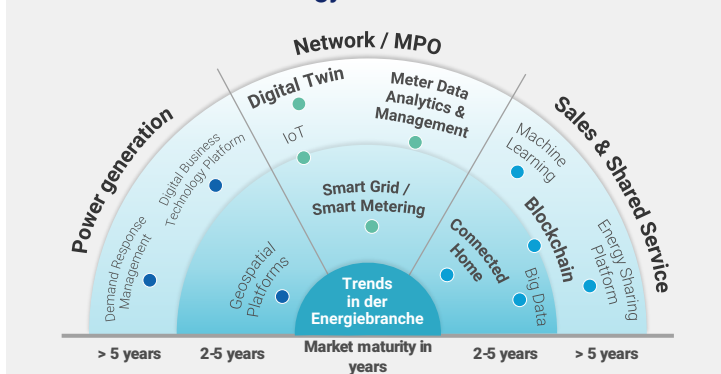 Network / MPO
Power generation
Sales & Shared Service
Digital Twin
IoT
Meter Data
Analytics &
Management
Smart Grid /
Smart Metering
Digital Business
Technology Platform
Demand Response
Management
Geospatial
Platforms
Machine
Learning
Blockchain
Energy Sharing
Platform
Connected
Home
Big Data
Trends
in der
Energiebranche
> 5 years
2-5 years
Market maturity in
years
2-5 years
> 5 years